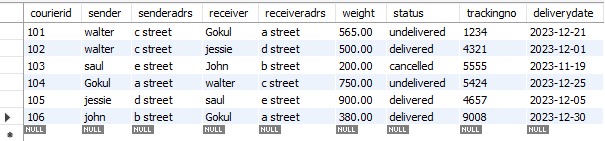 courierid sender senderadrs receiver receiveradrs weight status trackingno deliverydate
101 walter c street Gokul a street 565.00 undelivered 1234 2023-12-21
102 walter c street jessie d street 500.00 delivered 4321 2023-12-01
103 saul e street John b street 200.00 cancelled 5555 2023-11-19
104 Gokul a street walter c street 750.00 undelivered 5424 2023-12-25
105 jessie d street saul e street 900.00 delivered 4657 2023-12-05
106 john b street Gokul a street 380.00 delivered 9008 2023-12-30
NULL NULL NULL NULL NULL NULL NULL NULL NULL